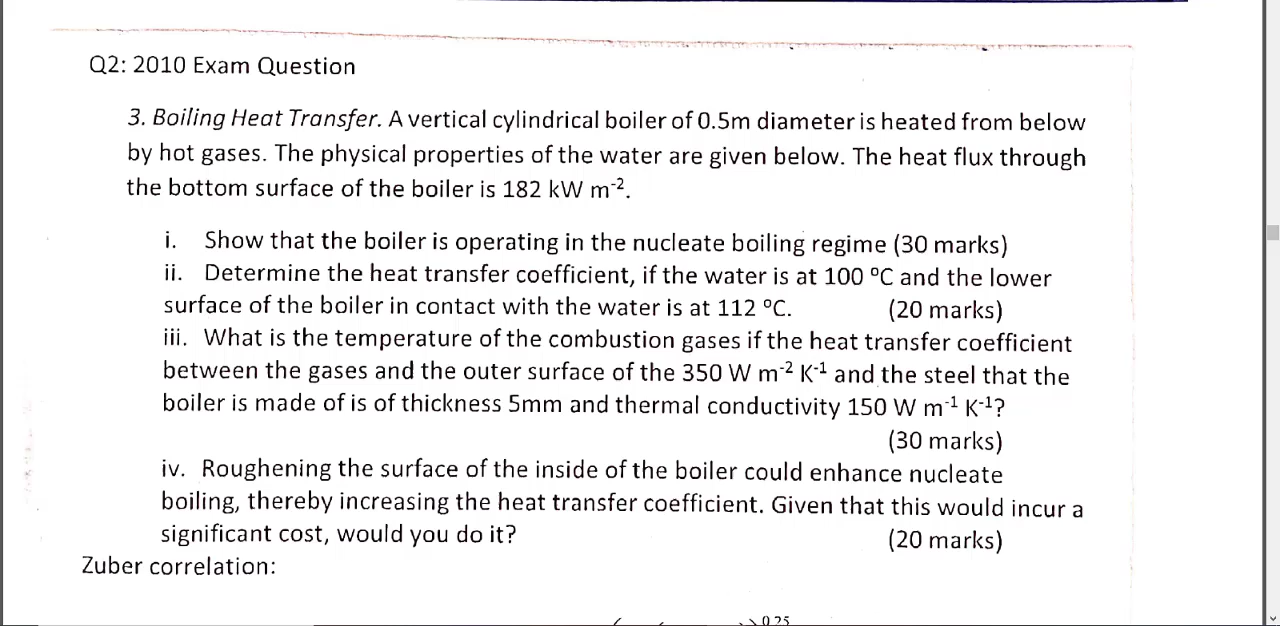 Q2: 2010 Exam Question
3. Boiling Heat Transfer. A vertical cylindrical boiler of 0.5m diameter is heated from below
by hot gases. The physical properties of the water are given below. The heat flux through
the bottom surface of the boiler is 182 kW m⁻².
i. Show that the boiler is operating in the nucleate boiling regime (30 marks)
ii. Determine the heat transfer coefficient, if the water is at 100 ºC and the lower
surface of the boiler in contact with the water is at 112 ºC. (20 marks)
iii. What is the temperature of the combustion gases if the heat transfer coefficient
between the gases and the outer surface of the 350 W m⁻² K⁻¹ and the steel that the
boiler is made of is of thickness 5mm and thermal conductivity 150 W m⁻¹ K⁻¹?
(30 marks)
iv. Roughening the surface of the inside of the boiler could enhance nucleate
boiling, thereby increasing the heat transfer coefficient. Given that this would incur a
significant cost, would you do it? (20 marks)
Zuber correlation: